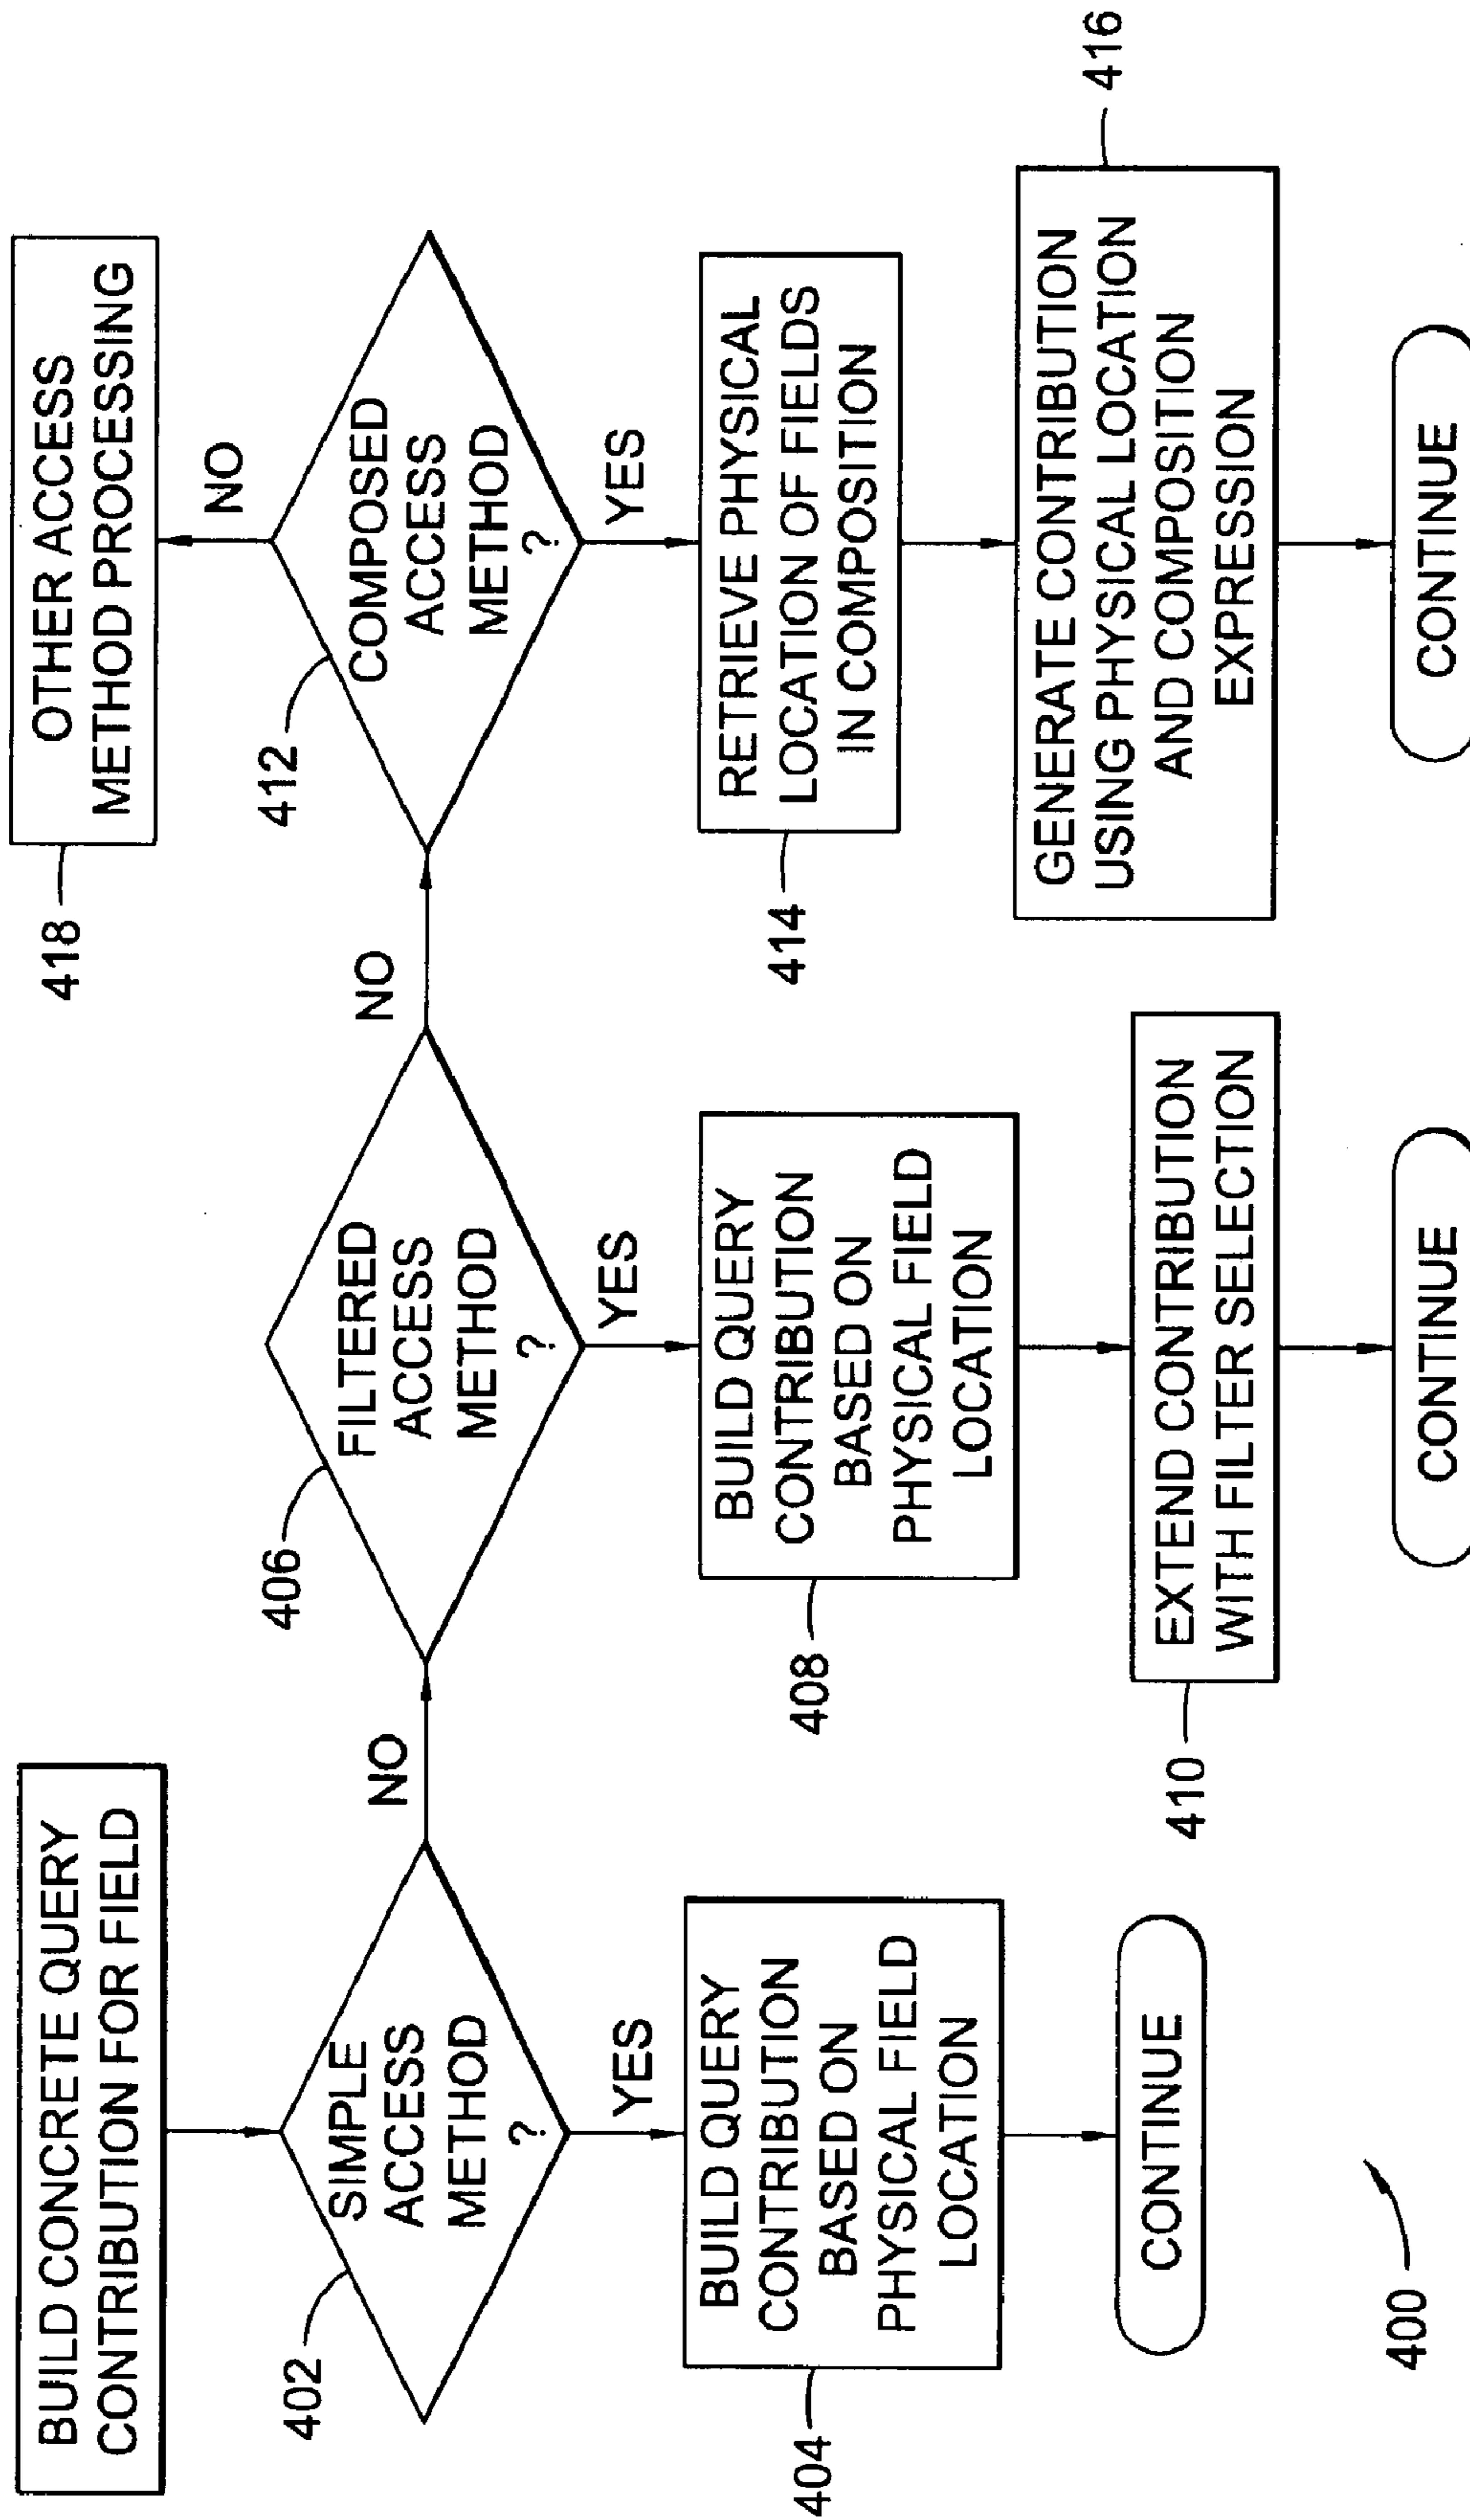 BUILD CONCRETE QUERY
CONTRIBUTION FOR FIELD
402
SIMPLE
ACCESS
METHOD
?
NO
YES
404
BUILD QUERY
CONTRIBUTION
BASED ON
PHYSICAL FIELD
LOCATION
CONTINUE
406
FILTERED
ACCESS
METHOD
?
NO
YES
408
BUILD QUERY
CONTRIBUTION
BASED ON
PHYSICAL FIELD
LOCATION
410
EXTEND CONTRIBUTION
WITH FILTER SELECTION
CONTINUE
418
OTHER ACCESS
METHOD PROCESSING
NO
412
COMPOSED
ACCESS
METHOD
?
YES
414
RETRIEVE PHYSICAL
LOCATION OF FIELDS
IN COMPOSITION
416
GENERATE CONTRIBUTION
USING PHYSICAL LOCATION
AND COMPOSITION
EXPRESSION
CONTINUE
400